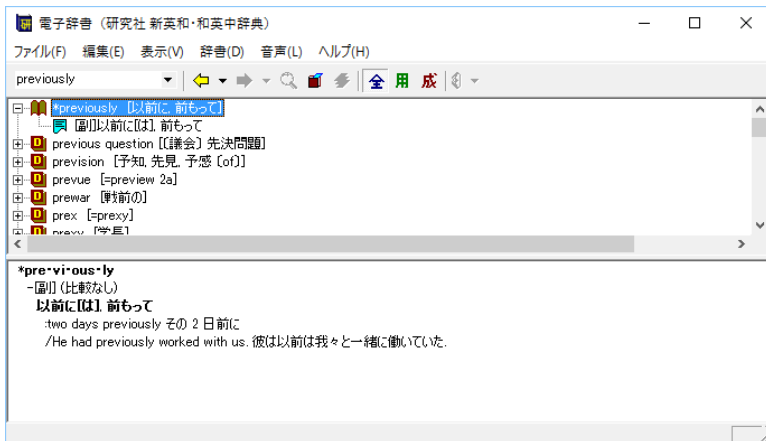 電子辞書（研究社 新英和・和英中辞典）
ファイル(F) 編集(E) 表示(V) 辞書(D) 音声(L) ヘルプ(H)
previously 全 用 成
*previously [以前に, 前もって]
[副]以前に[は], 前もって
previous question [〔議会〕先決問題]
prevision [予知, 先見, 予感〔of〕]
prevue [=preview 2a]
prewar [戦前の]
prex [=prexy]
prexy [学長]
*pre・vi・ous・ly
-[副] (比較なし)
以前に[は], 前もって
:two days previously その 2 日前に
/He had previously worked with us. 彼は以前は我々と一緒に働いていた.